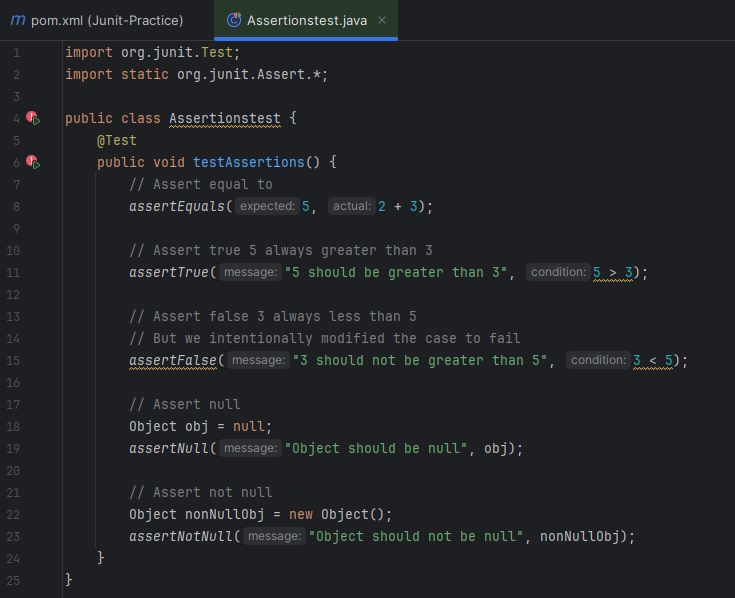 m pom.xml (Junit-Practice) Assertionstest.java ×
1 import org.junit.Test;
2 import static org.junit.Assert.*;
3
4 public class Assertionstest {
5 @Test
6 public void testAssertions() {
7 // Assert equal to
8 assertEquals( expected: 5, actual: 2 + 3);
9
10 // Assert true 5 always greater than 3
11 assertTrue( message: "5 should be greater than 3", condition: 5 > 3);
12
13 // Assert false 3 always less than 5
14 // But we intentionally modified the case to fail
15 assertFalse( message: "3 should not be greater than 5", condition: 3 < 5);
16
17 // Assert null
18 Object obj = null;
19 assertNull( message: "Object should be null", obj);
20
21 // Assert not null
22 Object nonNullObj = new Object();
23 assertNotNull( message: "Object should not be null", nonNullObj);
24 }
25 }